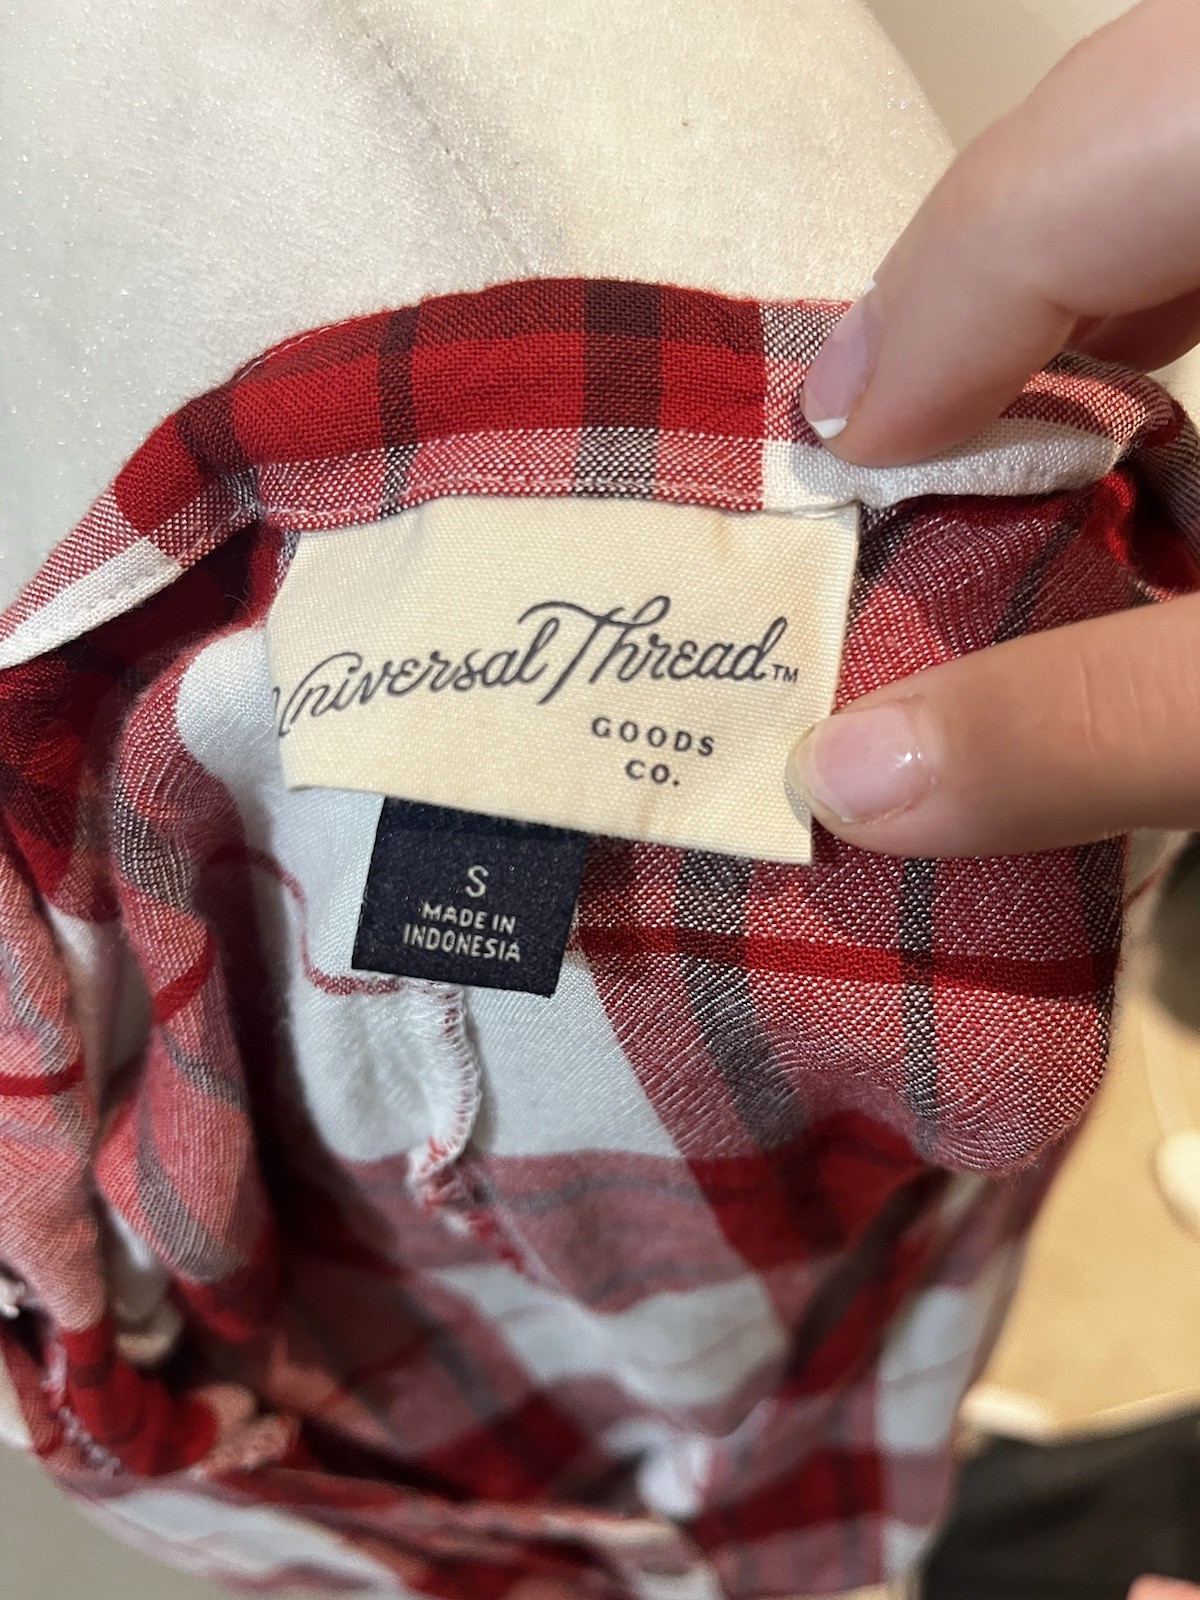 Universal Thread™
GOODS
CO.
S
MADE IN
INDONESIA